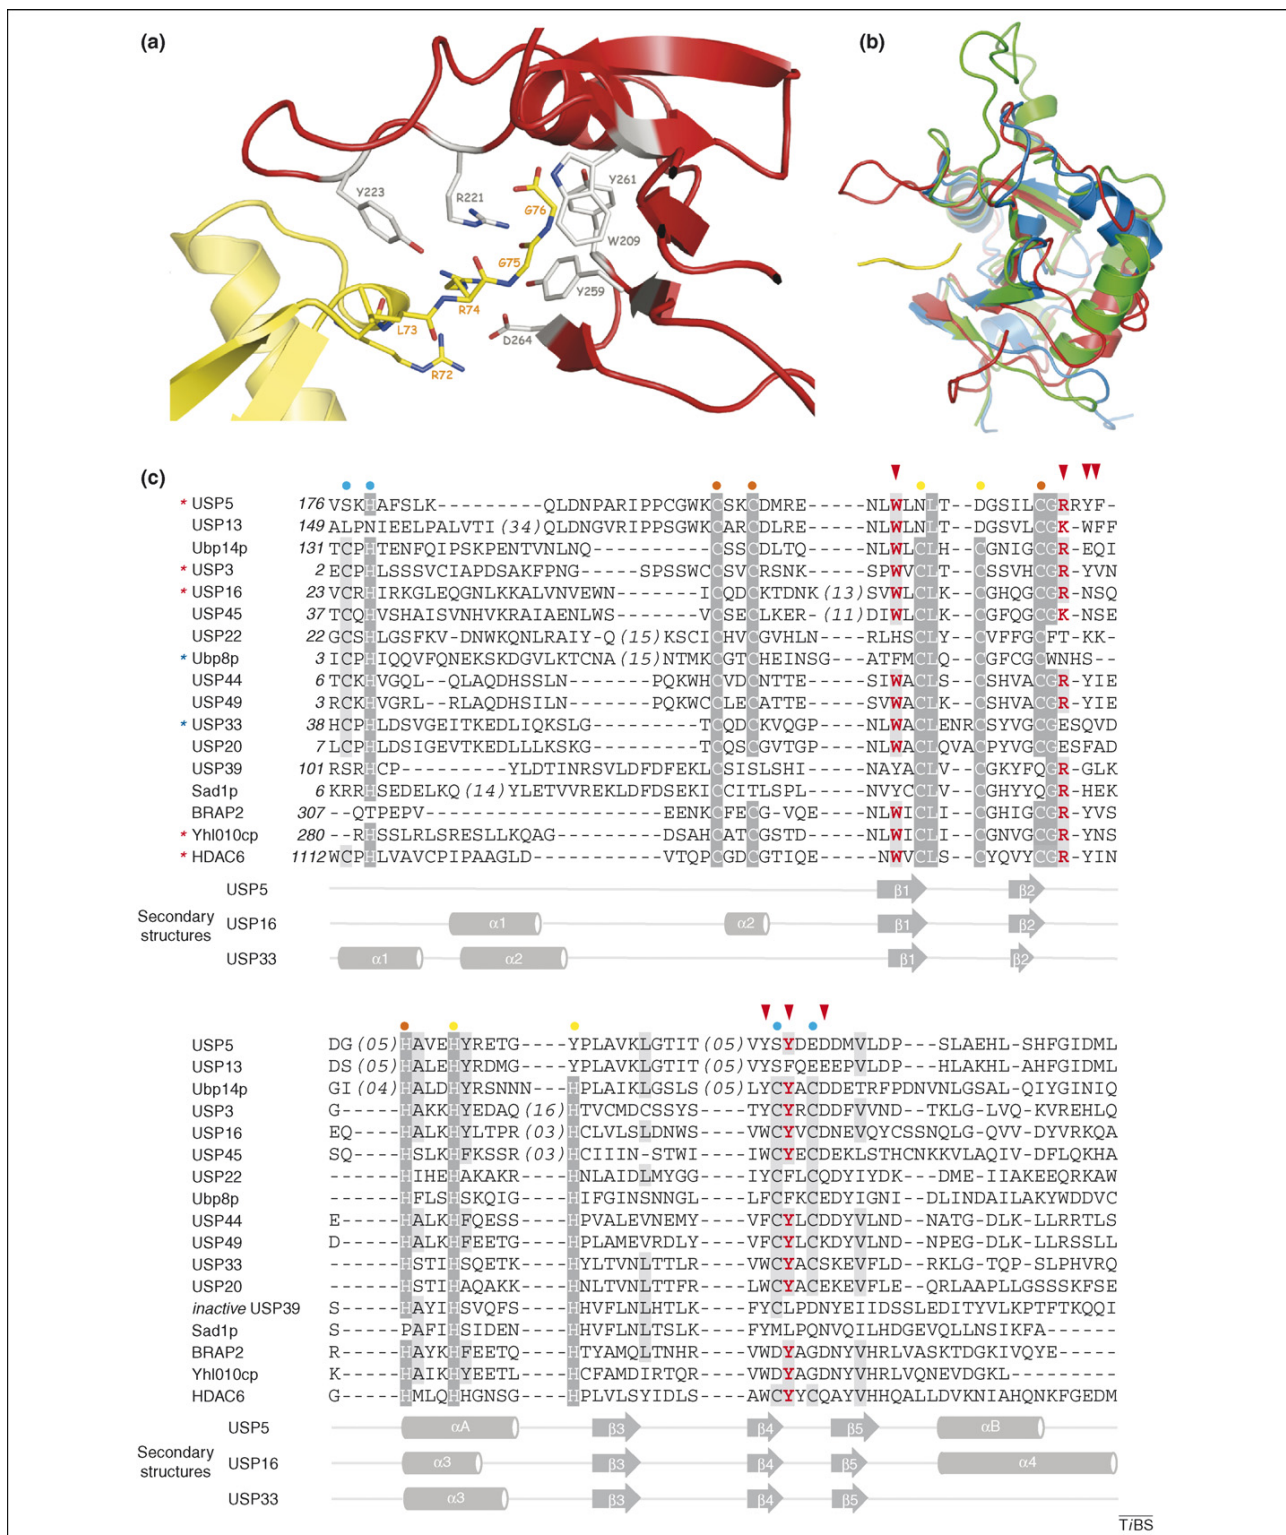 (a)
(b)
Y223
R221
Y261
G76
W209
G75
Y259
R74
L73
D264
R72
(c)
* USP5 176 VSKHAFSLK-------QLDNPARIPPCGWKCSKCDMRE-----NLWLNLT--DGSILCGRRYF-
USP13 149 ALPNIEELPALVTI(34)QLDNGVRIPPSGWKCARCDLRE-----NLWLNLT--DGSILCGK-WFF
Ubp14p 131 TCPHTENFQIPSKPENTVNLNQ----------CSSCDLTQ-----NLWLCLH--CGNIGCGR-EQI
* USP3 2 ECPHLSSSVCIAPDSAKFPNG------SPSSWCCSVCRSNK-----SPWVCLT--CSSVHCGR-YVN
* USP16 23 VCRHIRKGLEQGNLKKALVNVEWN--------ICQDCKTDNK(13)SVWLCLK--CGHQGCGR-NSQ
USP45 37 TCQHVSHAISVNHVKRAIAENLWS--------VCSECLKER-(11)DIWLCLK--CGFQGCGK-NSE
USP22 22 GCSHLGSFKV-DNWKQNLRAIY-Q(15)KSCICHVCGVHLN----RLHSCLY--CVFFGCFTKK--
* Ubp8p 3 ICPHIQQVFQNEKSKDGVLKTCNA(15)NTMKCGTCHEINSG---ATFMCLQ--CGFCGCWNHS--
USP44 6 TCKHVGQL--QLAQDHSSLN------PQKWHCVDCNTTE------SIWACLS--CSHVACGR-YIE
USP49 3 RCKHVGRL--RLAQDHSILN------PQKWCCLECATTE------SVWACLS--CSHVACGR-YIE
* USP33 38 HCPHLDSVGEITKEDLIQKSLG----------TCQDCKVQGP----NLWACLENRCSYVGCGESQVD
USP20 7 LCPHLDSIGEVTKEDLLLKSKG----------TCQSCGVTGP----NLWACLQVACPYVGCGESFAD
USP39 101 RSRHCP-------YLDTINRSVLDFDFEKLCSISLSHI------NAYACLV--CGKYFQGR-GLK
Sad1p 6 KRRHSEDELKQ(14)YLETVVREKLDFDSEKICCITLSPL-----NVYCCLV--CGHYYQGR-HEK
BRAP2 307 --QTPEPV-----------------EENKCFECG-VQE------NLWICLI--CGNVGCGR-YVS
* Yhl010cp 280 --RHSSLRLSRESLLKQAG-------DSAHCATCGSTD------NLWICLI--CGNVGCGR-YNS
* HDAC6 1112 WCPHLVAVCPIPAAGLD---------VTQPCGDCGTIQE------NWVCLS--CYQVYCGR-YIN
USP5 β1 β2
Secondary structures USP16 α1 α2 β1 β2
USP33 α1 α2 β1 β2
USP5 DG(05)HAVEHYRETG----YPLAVKLGTIT(05)VYSYDEDDMVLDP---SLAEHL-SHFGIDML
USP13 DS(05)HALEHYRDMG----YPLAVKLGTIT(05)VYSFQEEEPVLDP---HLAKHL-AHFGIDML
Ubp14p GI(04)HALDHYRSNNN---HPLAIKLGSLS(05)LYCYACDDETRFPDNVNLGSAL-QIYGINIQ
USP3 G-----HAKKHYEDAQ(16)HTVCMDCSSYS----TYCYRCDDFVVND--TKLG-LVQ-KVREHLQ
USP16 EQ----HALKHYLTPR(03)HCLVLSLDNWS----VWCYVCDNEVQYCSSNQLG-QVV-DYVRKQA
USP45 SQ----HSLKHFKSSR(03)HCIIINSTWI-----IWCYECDEKLSTHCNKKVLAQIV-DFLQKHA
USP22 ------HIHEHAKAKR----HNLAIDLMYGG----IYCFLCQDYIYDK--DMEIIAKEEQRKAW
Ubp8p ------HFLSHSKQIG----HIFGINSNNGL----LFCFKCEDYIGNI--DLINDAILAKYWDDVC
USP44 E-----HALKHFQESS----HPVALEVNEMY----VFCYLCDDYVLND--NATG-DLK-LLRRTLS
USP49 D-----HALKHFEETG----HPLAMEVRDLY----VFCYLCKDYVLND--NPEG-DLK-LLRSSLL
USP33 ------HSTIHSQETK----HYLTVNLTTLR----VWCYACSKEVFLD--RKLG-TQP-SLPHVRQ
USP20 ------HSTIHAQAKK----HNLTVNLTTFR----LWCYACEKEVFLE--QRLAAPLLGSSSKFSE
inactive USP39 S-----HAYIHSVQFS----HHVFLNLHTLK----FYCLPDNYEIIDSSLEDITYVLKPTFTKQQI
Sad1p S-----PAFIHSIDEN----HHVFLNLTSLK----FYMLPQNVQILHDGEVQLLNSIKFA----
BRAP2 R-----HAYKHFEETQ----HTYAMQLTNHR----VWDYAGDNYVHRLVASKTDGKIVQYE-----
Yhl010cp K-----HAIKHYEETL----HCFAMDIRTQR----VWDYAGDNYVHRLVQNEVDGKL-----
HDAC6 G-----HMLQHHGNSG----HPLVLSYIDLS----AWCYYCQAYVHHQALLDVKNIAHQNKFGEDM
USP5 αA β3 β4 β5 αB
Secondary structures USP16 α3 β3 β4 β5 α4
USP33 α3 β3 β4 β5
TiBS